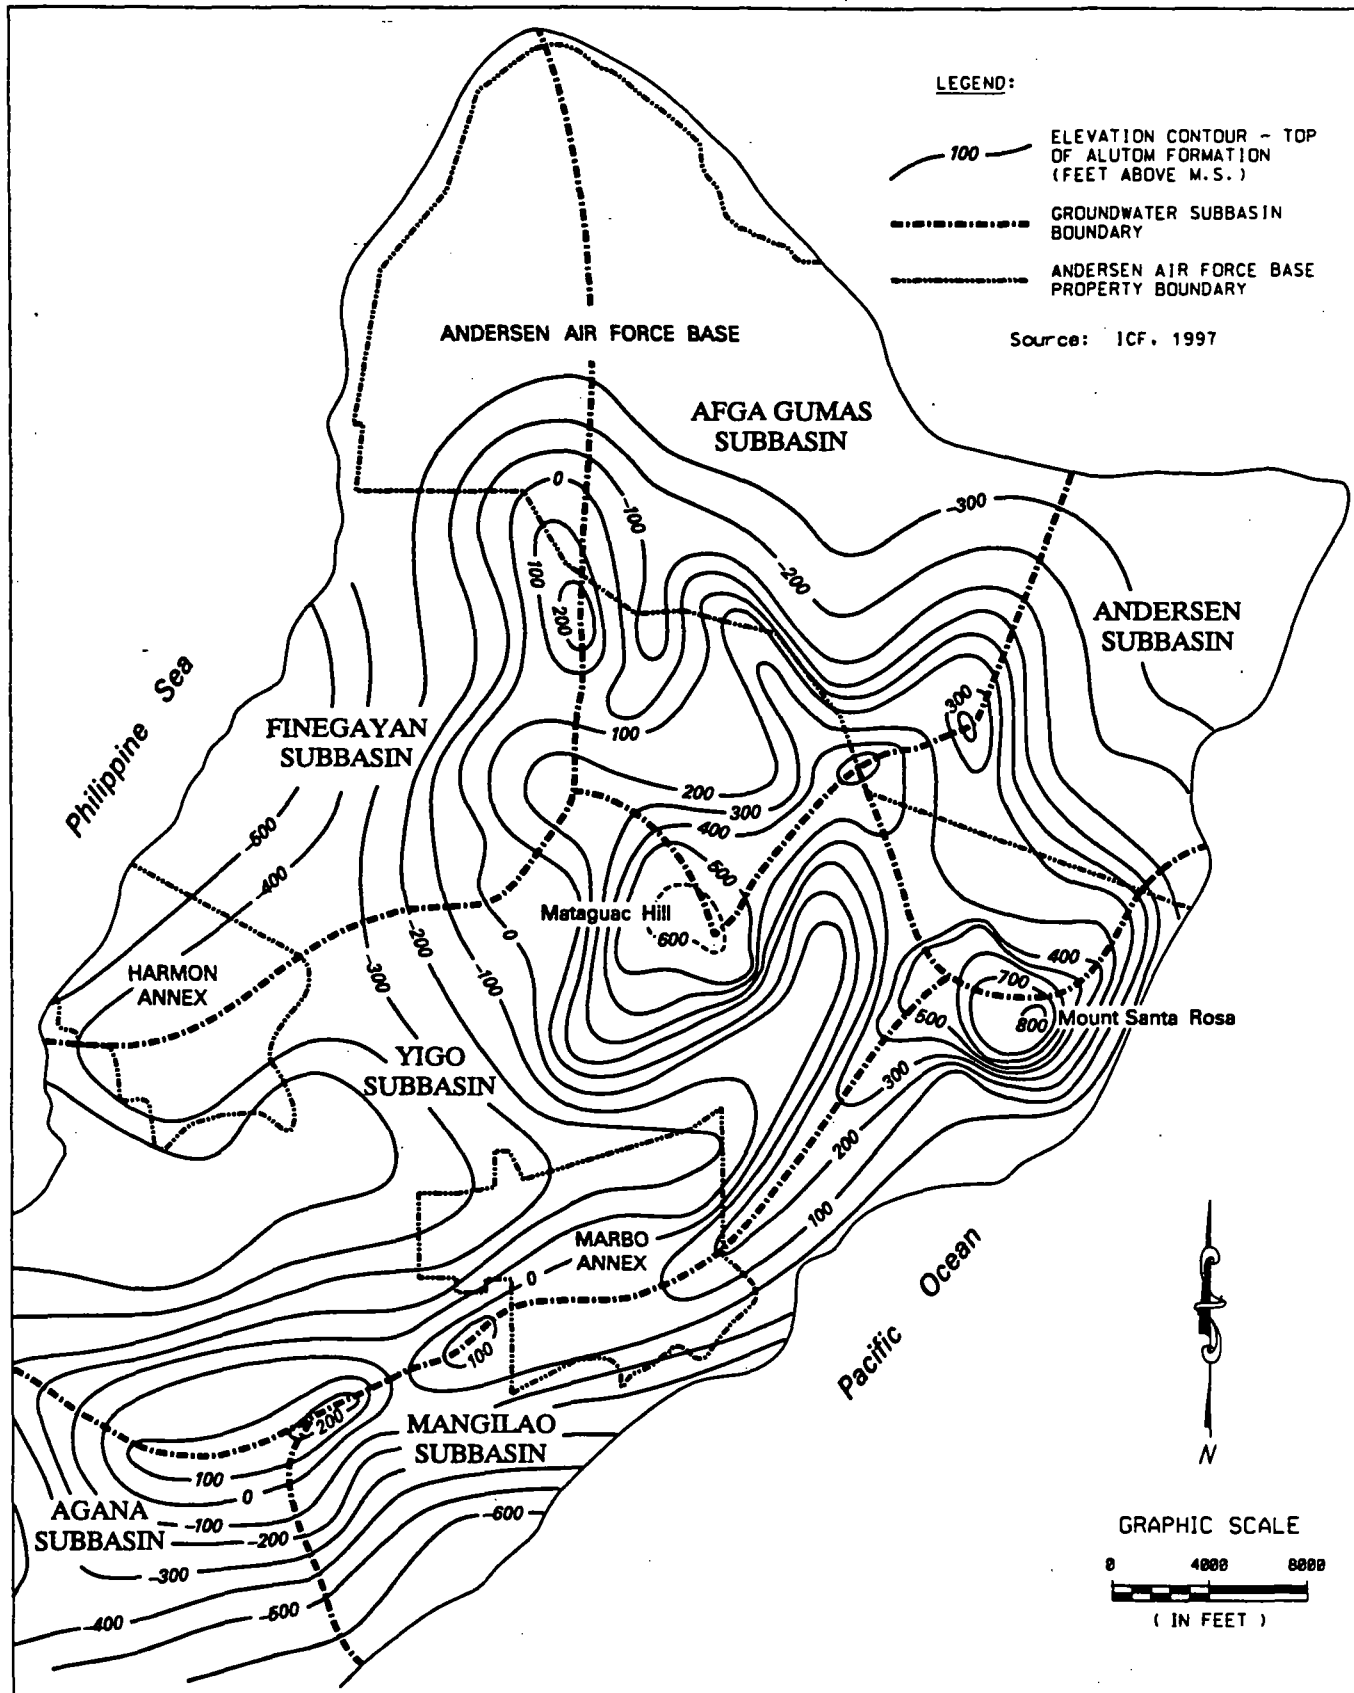 LEGEND:
100
ELEVATION CONTOUR - TOP
OF ALUTOM FORMATION
(FEET ABOVE M.S.)
GROUNDWATER SUBBASIN
BOUNDARY
ANDERSEN AIR FORCE BASE
PROPERTY BOUNDARY
Source: ICF. 1997
ANDERSEN AIR FORCE BASE
AFGA GUMAS
SUBBASIN
0
-100
-300
100
-200
200
ANDERSEN
SUBBASIN
300
Philippine Sea
FINEGAYAN
SUBBASIN
100
200
300
400
-500
-400
500
Mataguac Hill
600
0
-200
-100
-300
400
700
HARMON
ANNEX
500
800
Mount Santa Rosa
YIGO
SUBBASIN
300
200
100
MARBO
ANNEX
0
Pacific Ocean
100
200
MANGILAO
SUBBASIN
100
0
AGANA
SUBBASIN
-100
-200
-300
-400
-500
-600
N
GRAPHIC SCALE
0 4000 8000
( IN FEET )